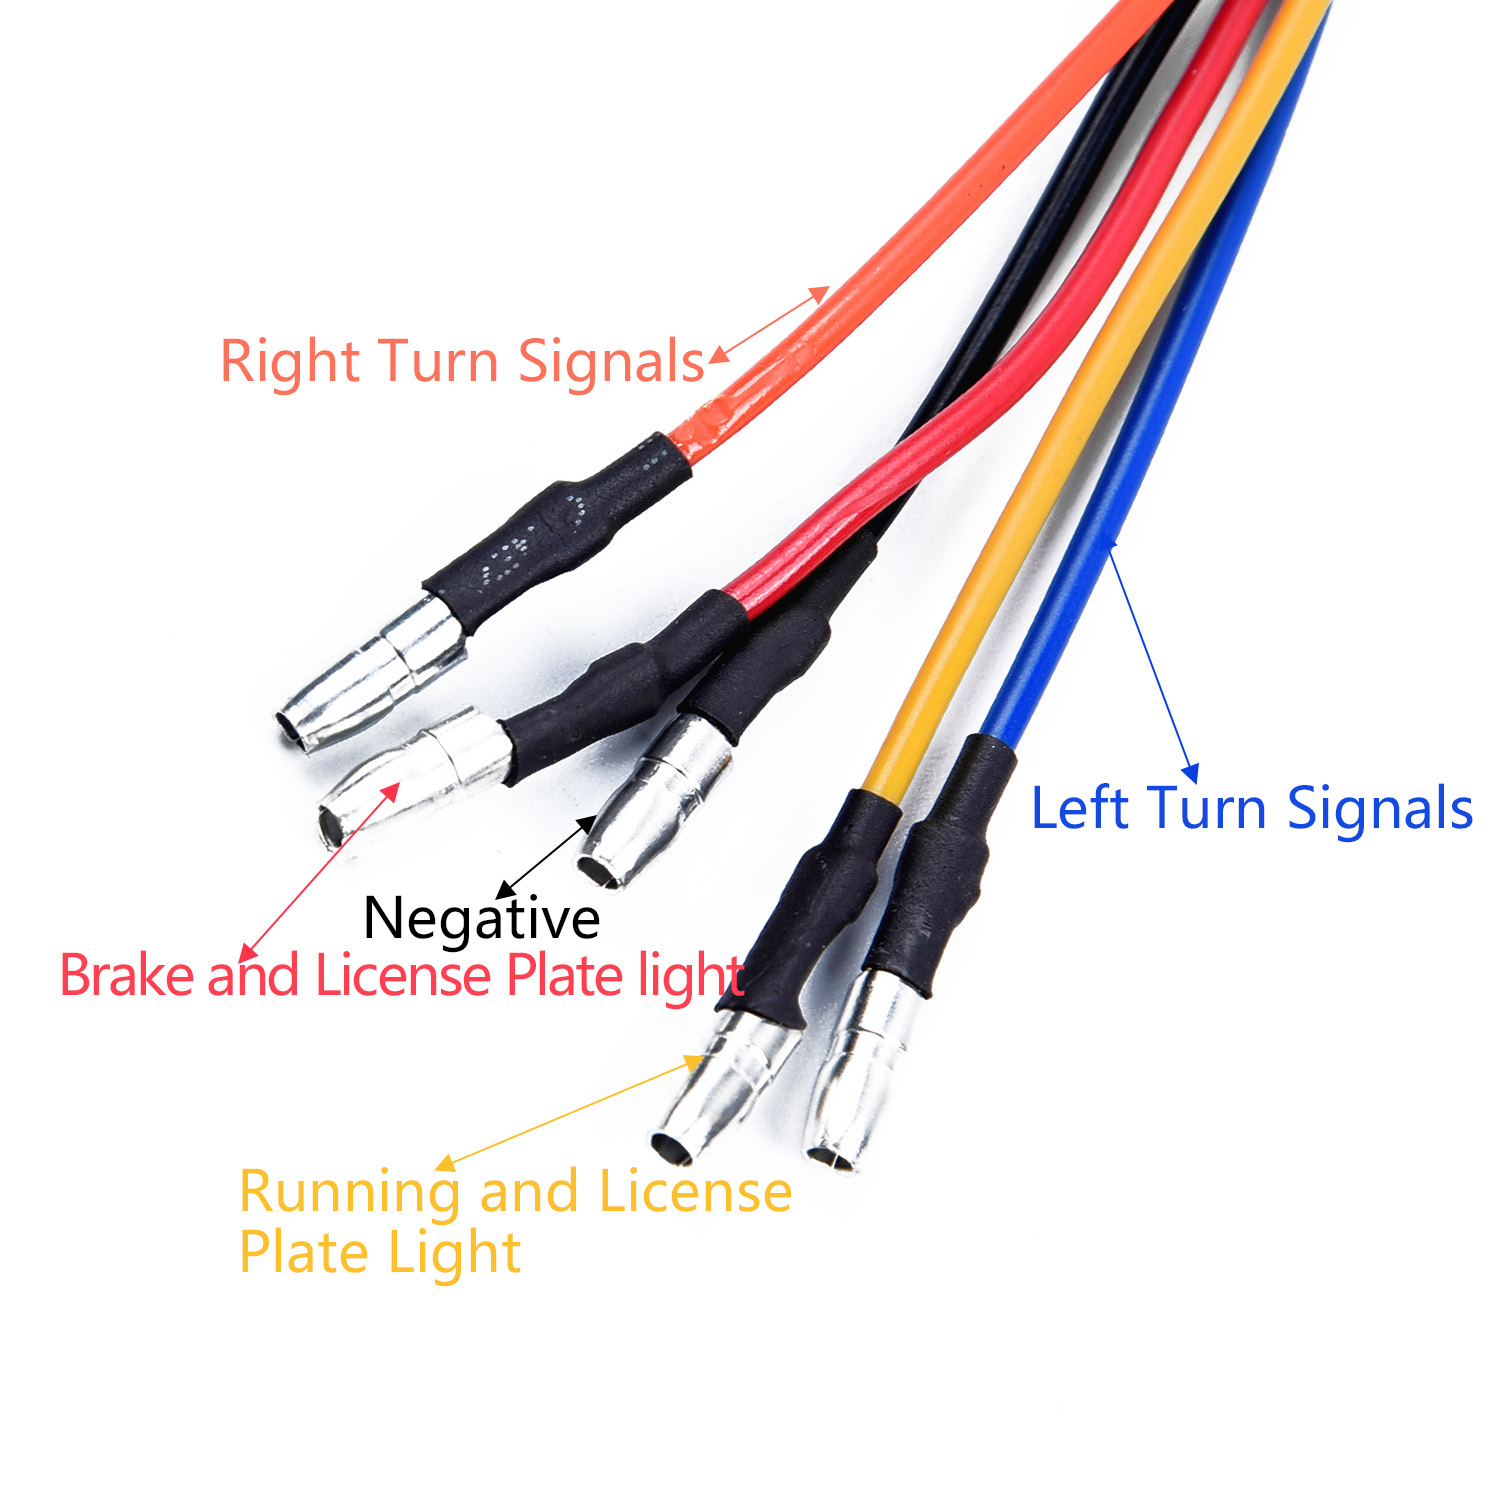 Right Turn Signals
Left Turn Signals
Negative
Brake and License Plate light
Running and License
Plate Light